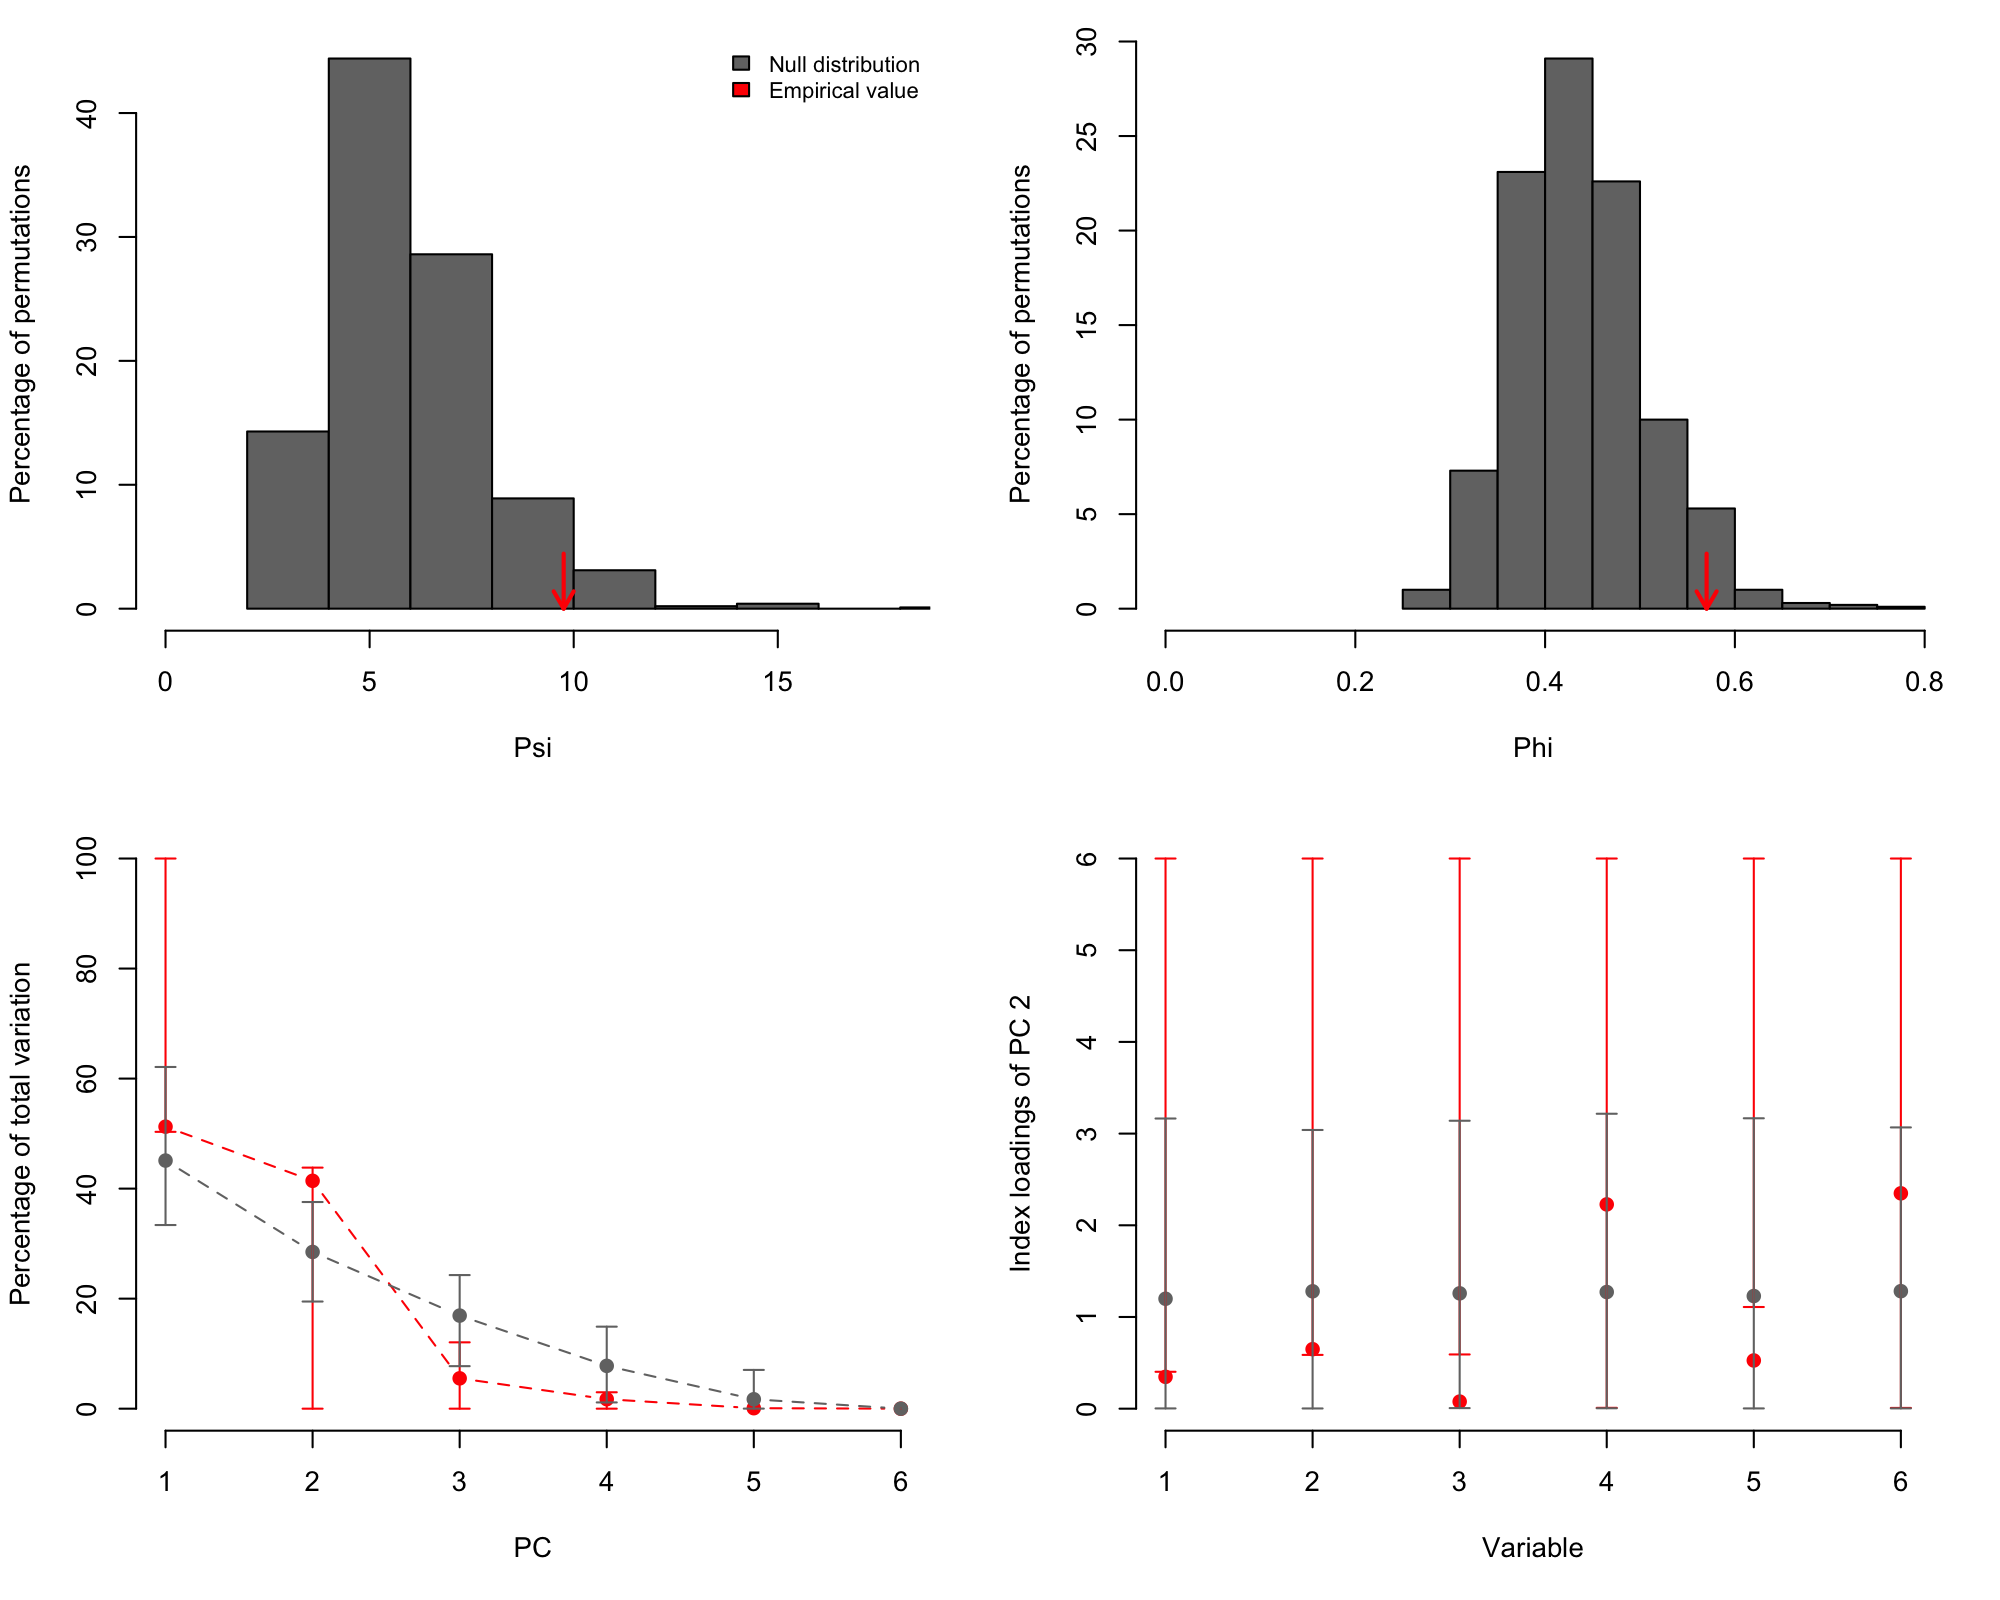 Null distribution
Empirical value
Percentage of permutations
0 10 20 30 40
0 5 10 15
Psi
Percentage of permutations
0 5 10 15 20 25 30
0.0 0.2 0.4 0.6 0.8
Phi
Percentage of total variation
0 20 40 60 80 100
1 2 3 4 5 6
PC
Index loadings of PC 2
0 1 2 3 4 5 6
1 2 3 4 5 6
Variable